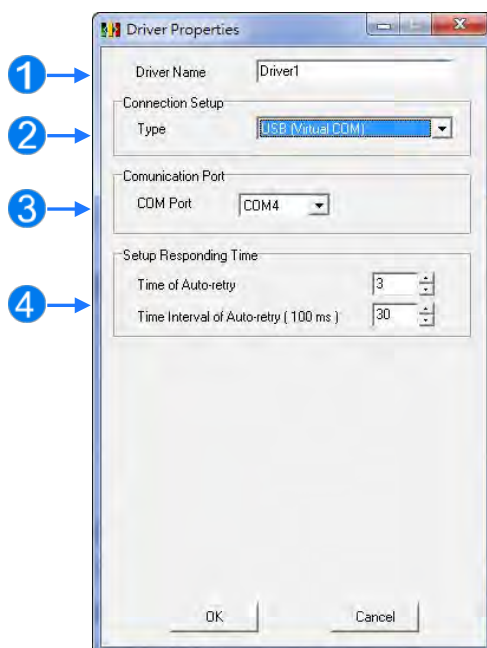 Driver Properties
1 Driver Name Driver1
Connection Setup
2 Type USB (Virtual COM)
Comunication Port
3 COM Port COM4
Setup Responding Time
Time of Auto-retry 3
4
Time Interval of Auto-retry ( 100 ms ) 30
OK Cancel